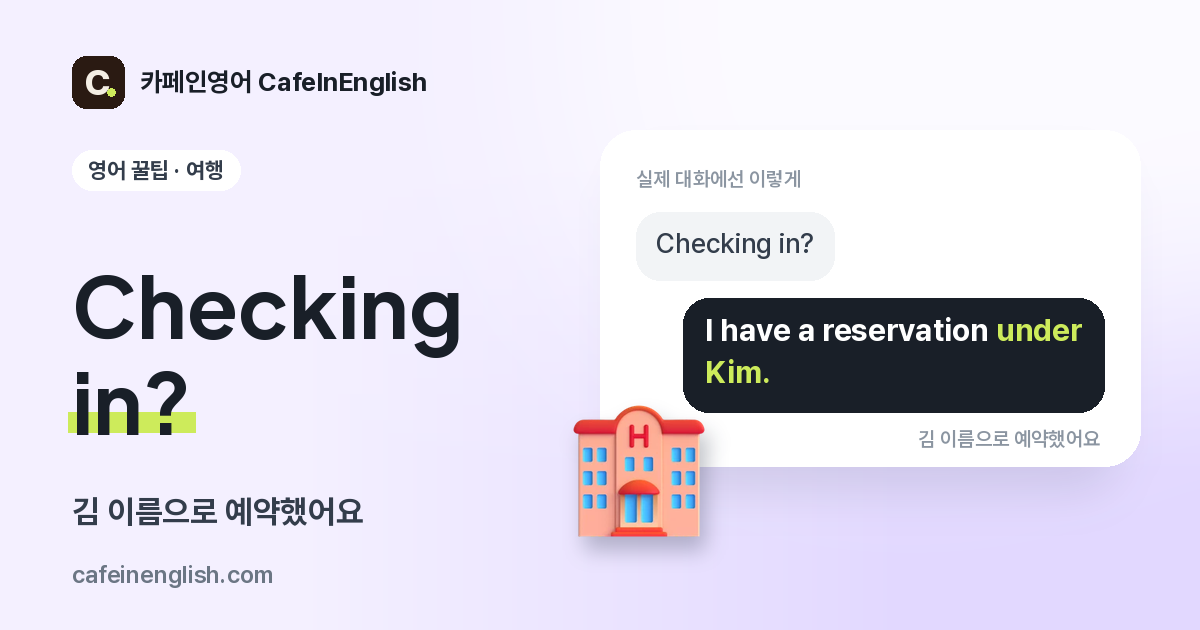 C
카페인영어 CafeInEnglish
영어 꿀팁 · 여행
Checking
in?
김 이름으로 예약했어요
cafeinenglish.com
실제 대화에선 이렇게
Checking in?
I have a reservation under
Kim.
김 이름으로 예약했어요
H